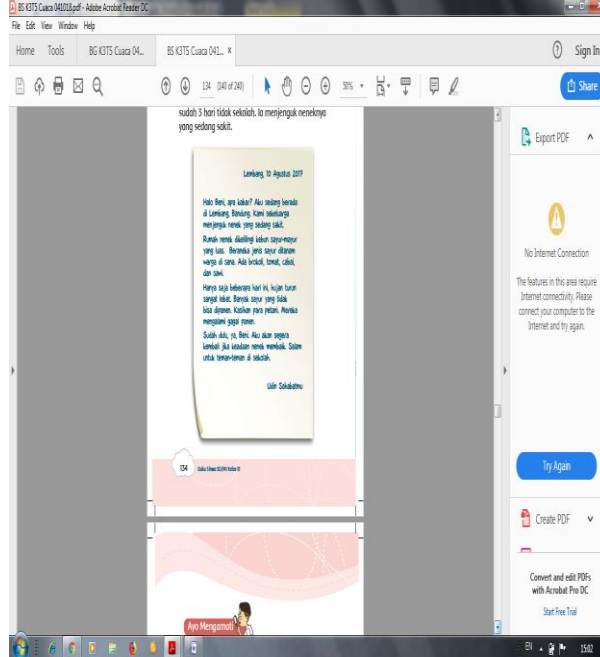 BS K3T5 Cuaca 041018.pdf - Adobe Acrobat Reader DC
File Edit View Window Help
Home Tools BG K3T5 Cuaca 04... BS K3T5 Cuaca 041... × Sign In
134 (140 of 240) 50% Share
sudah 3 hari tidak sekolah. Ia menjenguk neneknya
yang sedang sakit.
Lembang, 10 Agustus 2017
Halo Beni, apa kabar? Aku sedang berada
di Lembang, Bandung. Kami sekeluarga
menjenguk nenek yang sedang sakit.
Rumah nenek dikelilingi kebun sayur-mayur
yang luas. Beraneka jenis sayur ditanam
warga di sana. Ada brokoli, tomat, cabai,
dan sawi.
Hanya saja beberapa hari ini, hujan turun
sangat lebat. Banyak sayur yang tidak
bisa dipanen. Kasihan para petani. Mereka
mengalami gagal panen.
Sudah dulu, ya, Beni. Aku akan segera
kembali jika keadaan nenek membaik. Salam
untuk teman-teman di sekolah.
Udin Sahabatmu
134 Buku Siswa SD/MI Kelas III
Ayo Mengamati
Export PDF
No Internet Connection
The features in this area require
Internet connectivity. Please
connect your computer to the
Internet and try again.
Try Again
Create PDF
Convert and edit PDFs
with Acrobat Pro DC
Start Free Trial
EN 15:02